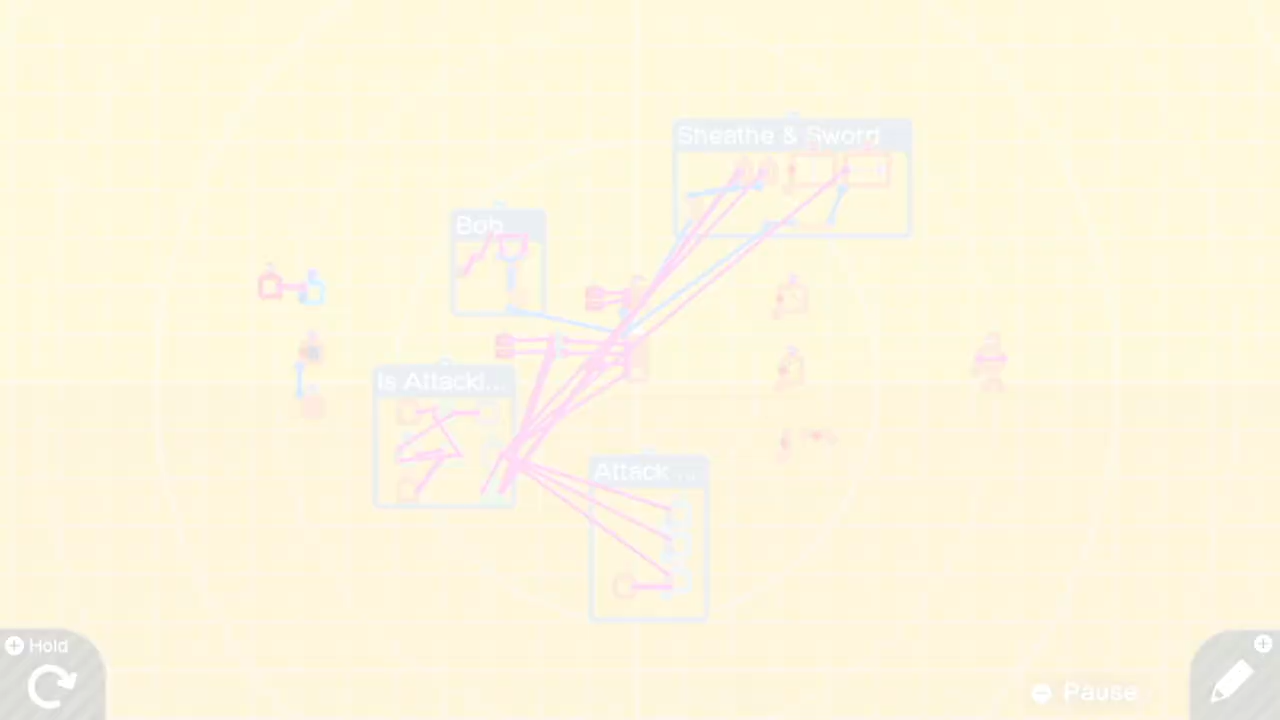 Sheathe & Sword
Bob
Is Attacki...
Attack ...
Hold
Pause